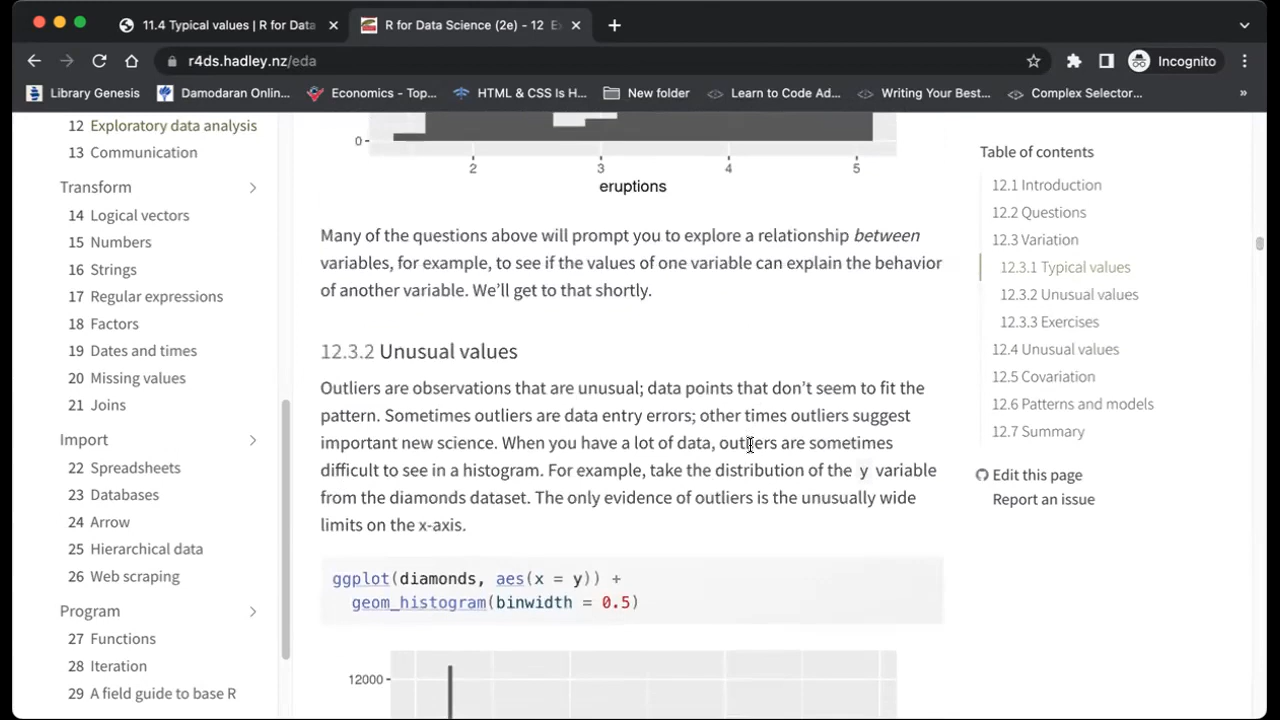 11.4 Typical values | R for Data
R for Data Science (2e) - 12 Ex
r4ds.hadley.nz/eda
Incognito
Library Genesis
Damodaran Onlin...
Economics - Top...
HTML & CSS Is H...
New folder
Learn to Code Ad...
Writing Your Best...
Complex Selector...
»
12 Exploratory data analysis
13 Communication
Transform
14 Logical vectors
15 Numbers
16 Strings
17 Regular expressions
18 Factors
19 Dates and times
20 Missing values
21 Joins
Import
22 Spreadsheets
23 Databases
24 Arrow
25 Hierarchical data
26 Web scraping
Program
27 Functions
28 Iteration
29 A field guide to base R
0
2 3 4 5
eruptions
Many of the questions above will prompt you to explore a relationship between
variables, for example, to see if the values of one variable can explain the behavior
of another variable. We’ll get to that shortly.
12.3.2 Unusual values
Outliers are observations that are unusual; data points that don’t seem to fit the
pattern. Sometimes outliers are data entry errors; other times outliers suggest
important new science. When you have a lot of data, outliers are sometimes
difficult to see in a histogram. For example, take the distribution of the y variable
from the diamonds dataset. The only evidence of outliers is the unusually wide
limits on the x-axis.
ggplot(diamonds, aes(x = y)) +
geom_histogram(binwidth = 0.5)
12000
Table of contents
12.1 Introduction
12.2 Questions
12.3 Variation
12.3.1 Typical values
12.3.2 Unusual values
12.3.3 Exercises
12.4 Unusual values
12.5 Covariation
12.6 Patterns and models
12.7 Summary
Edit this page
Report an issue